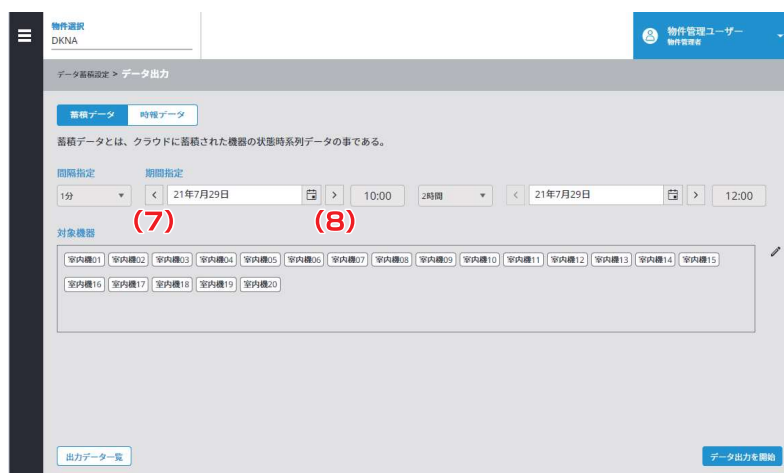 物件選択
DKNA
物件管理ユーザー
物件管理者
データ蓄積設定 > データ出力
蓄積データ 時報データ
蓄積データとは、クラウドに蓄積された機器の状態時系列データの事である。
間隔指定 期間指定
1分 < 21年7月29日 > 10:00 2時間 < 21年7月29日 > 12:00
(7) (8)
対象機器
室内機01 室内機02 室内機03 室内機04 室内機05 室内機06 室内機07 室内機08 室内機09 室内機10 室内機11 室内機12 室内機13 室内機14 室内機15
室内機16 室内機17 室内機18 室内機19 室内機20
出力データ一覧 データ出力を開始